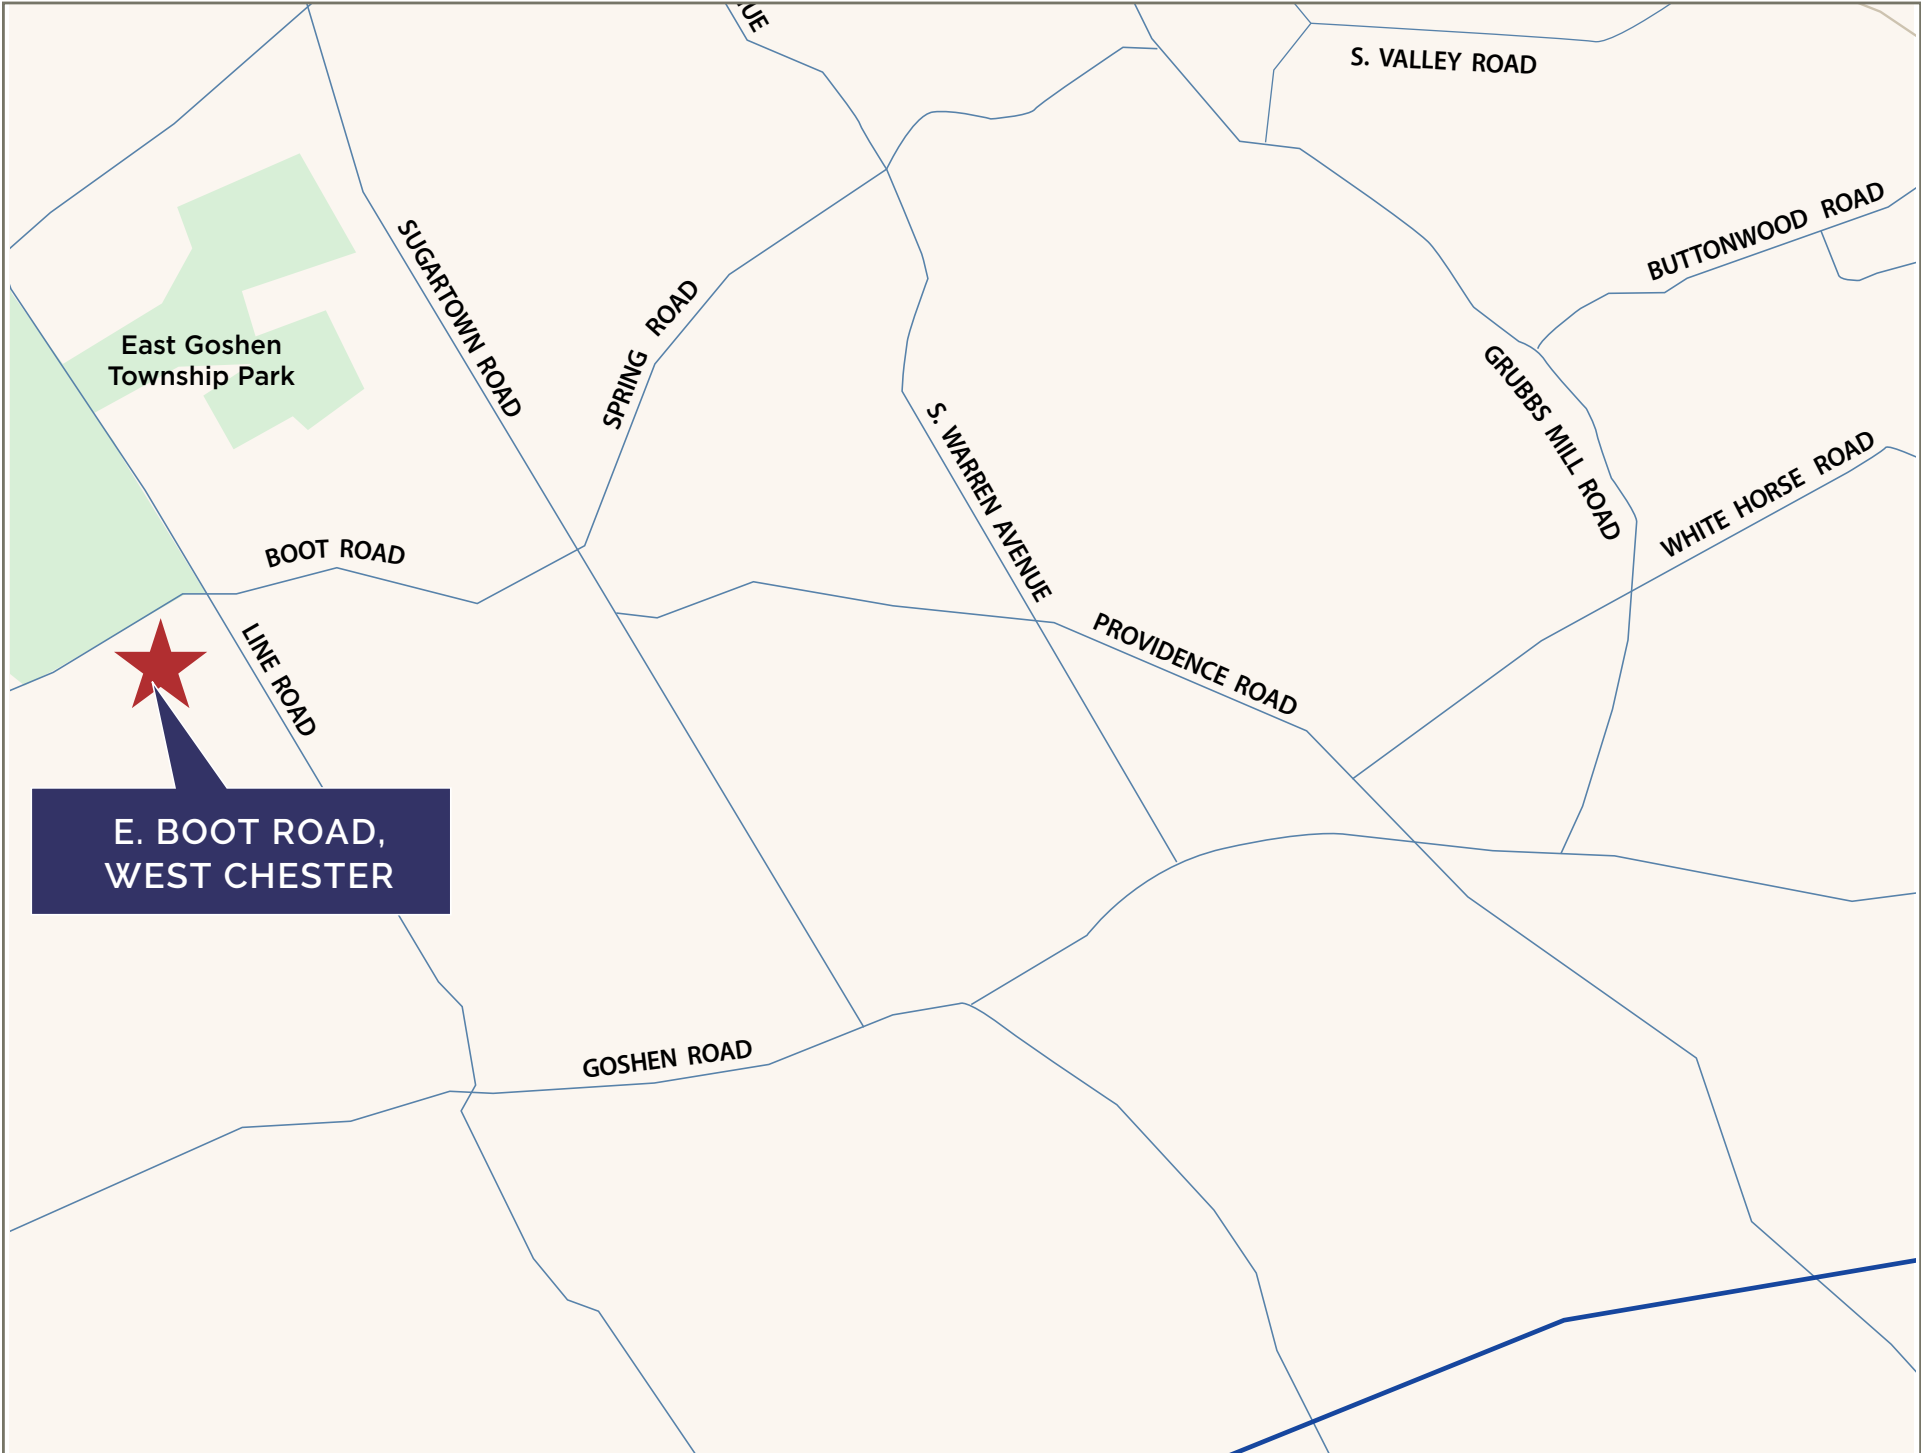 UE
S. VALLEY ROAD
BUTTONWOOD ROAD
SUGARTOWN ROAD
SPRING ROAD
East Goshen
Township Park
GRUBBS MILL ROAD
S. WARREN AVENUE
WHITE HORSE ROAD
BOOT ROAD
LINE ROAD
PROVIDENCE ROAD
E. BOOT ROAD,
WEST CHESTER
GOSHEN ROAD